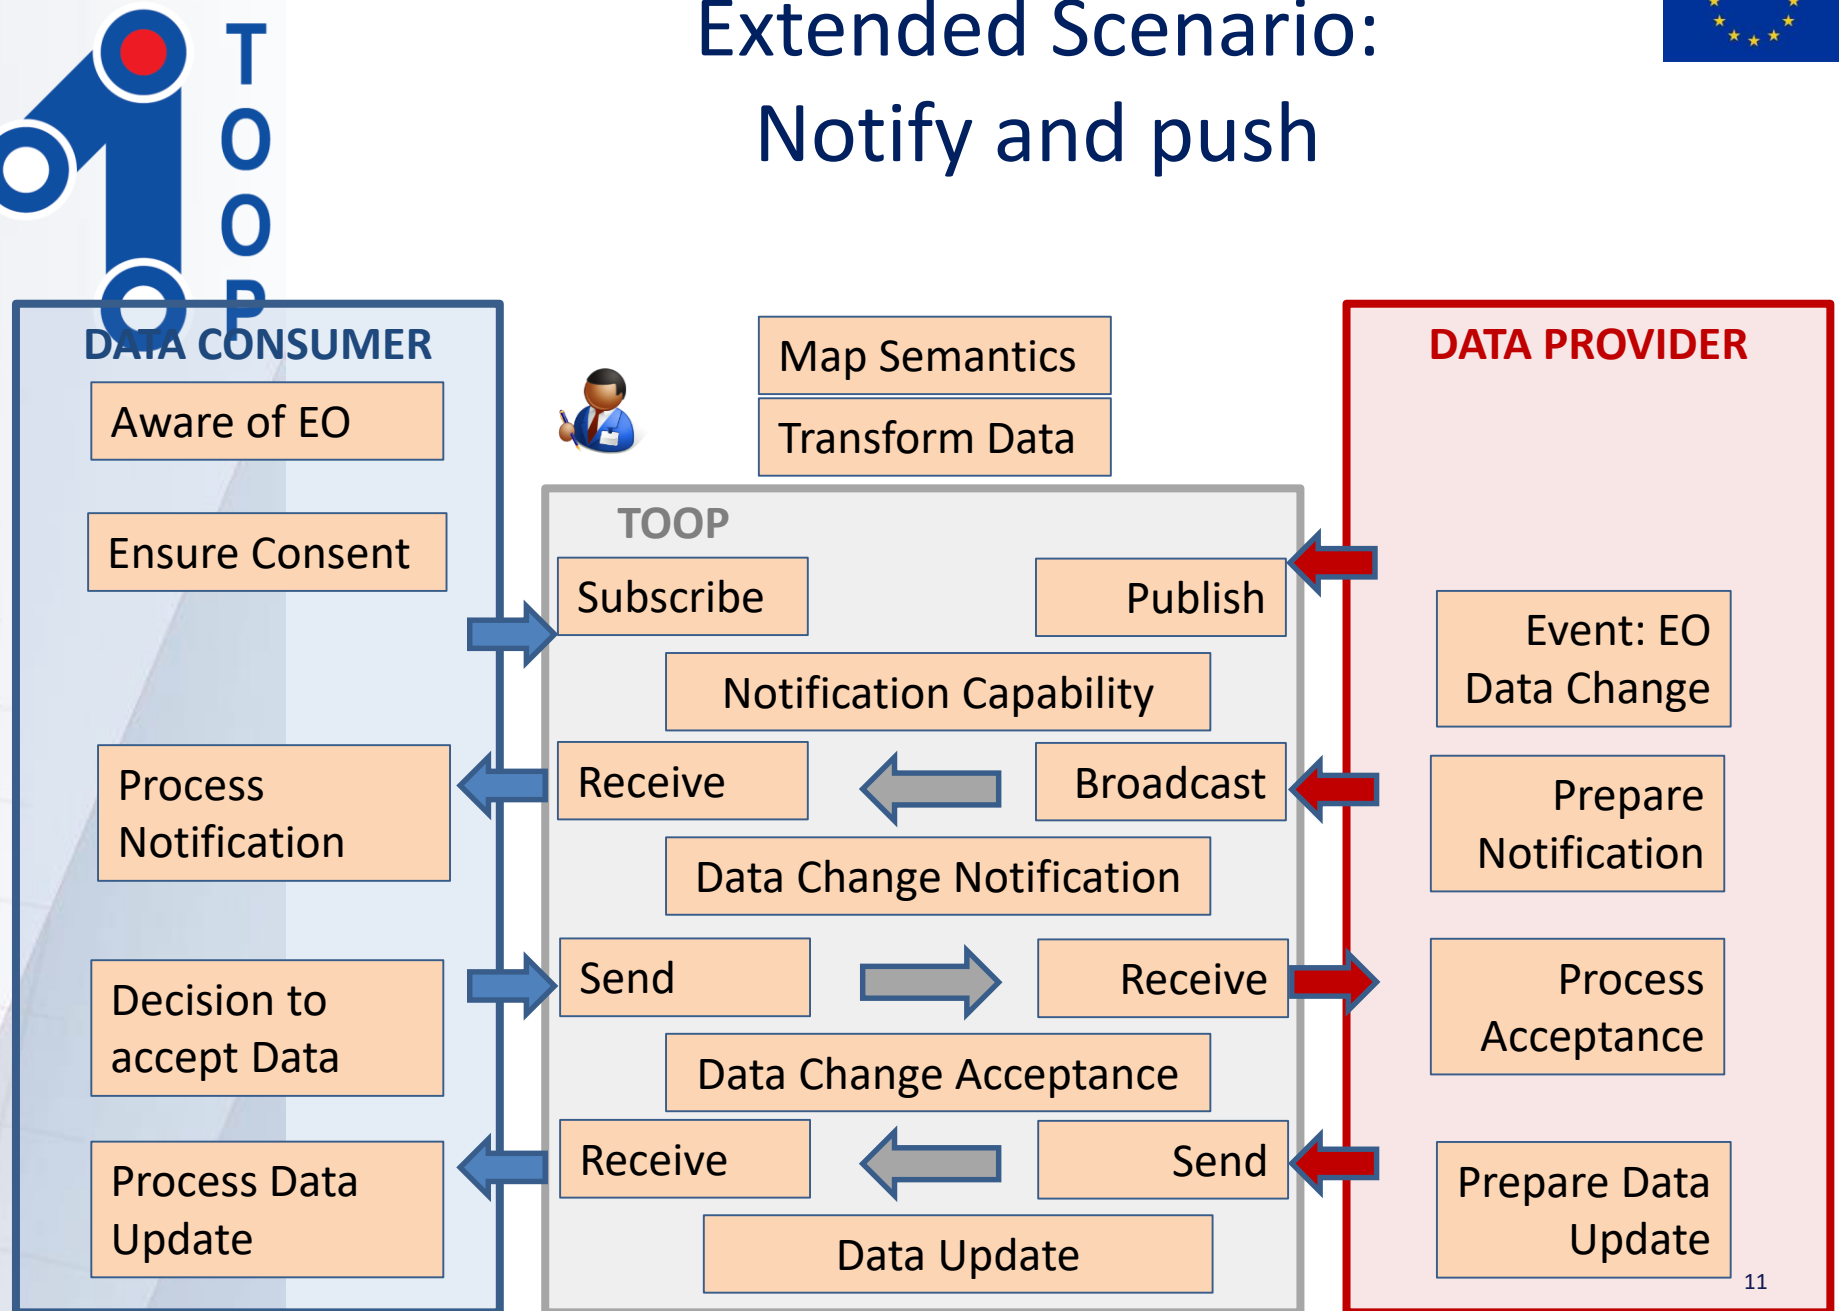 Extended Scenario:
Notify and push
T
O
O
P
DATA CONSUMER
Aware of EO
Ensure Consent
Process
Notification
Decision to
accept Data
Process Data
Update
Map Semantics
Transform Data
TOOP
Subscribe
Publish
Notification Capability
Receive
Broadcast
Data Change Notification
Send
Receive
Data Change Acceptance
Receive
Send
Data Update
DATA PROVIDER
Event: EO
Data Change
Prepare
Notification
Process
Acceptance
Prepare Data
Update
11